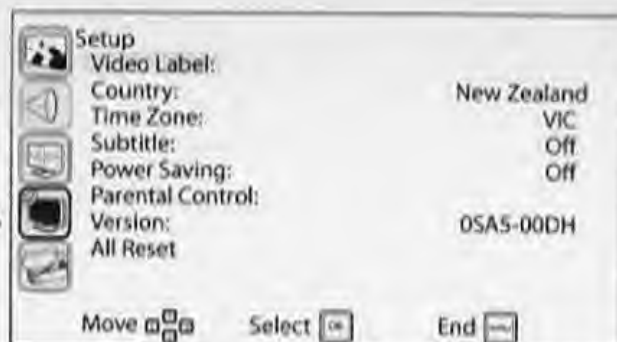 Setup
Video Label:
Country: New Zealand
Time Zone: VIC
Subtitle: Off
Power Saving: Off
Parental Control:
Version: 0SA5-00DH
All Reset
Move Select OK End